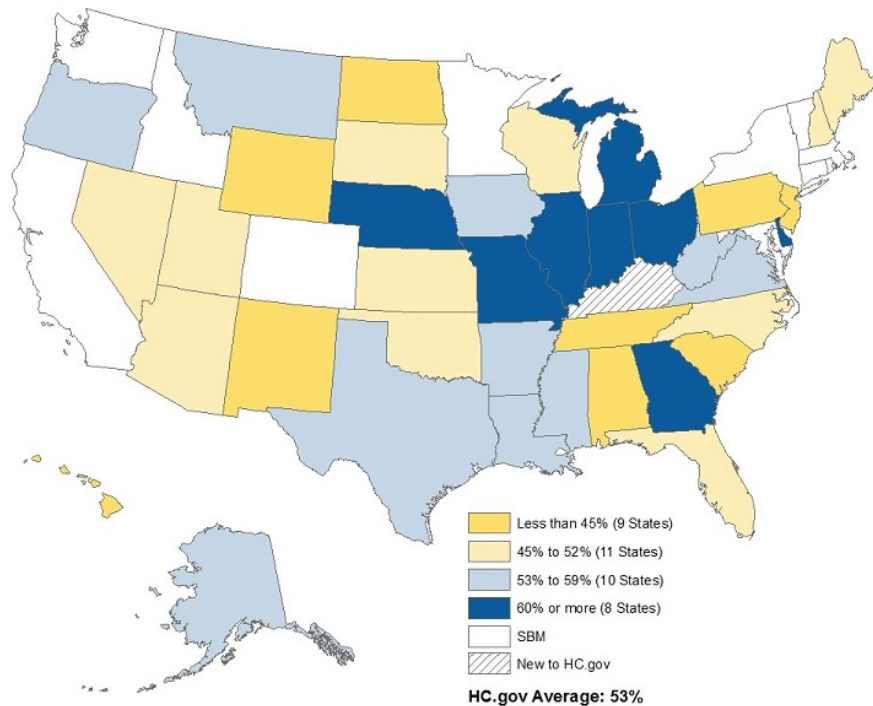 Less than 45% (9 States)
45% to 52% (11 States)
53% to 59% (10 States)
60% or more (8 States)
SBM
New to HC.gov
HC.gov Average: 53%